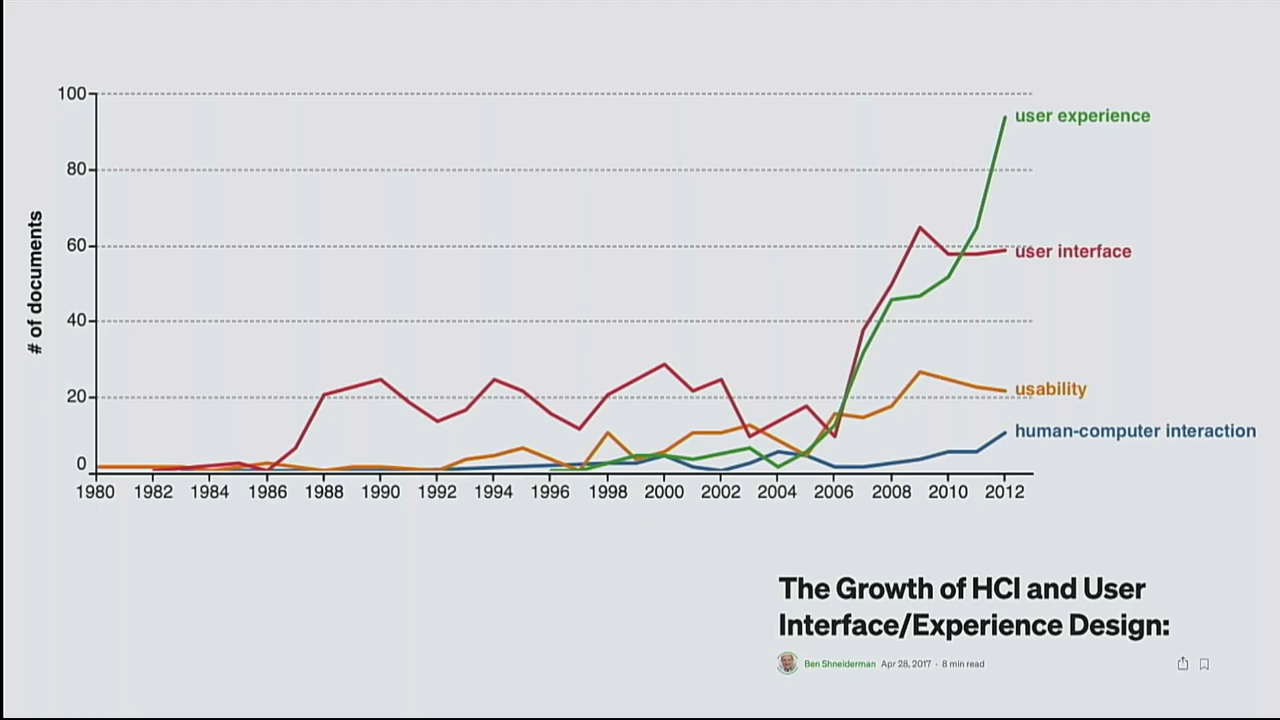 100
user experience
80
60
user interface
# of documents
40
20
usability
human-computer interaction
0
1980 1982 1984 1986 1988 1990 1992 1994 1996 1998 2000 2002 2004 2006 2008 2010 2012
The Growth of HCI and User
Interface/Experience Design:
Ben Shneiderman Apr 28, 2017 · 8 min read